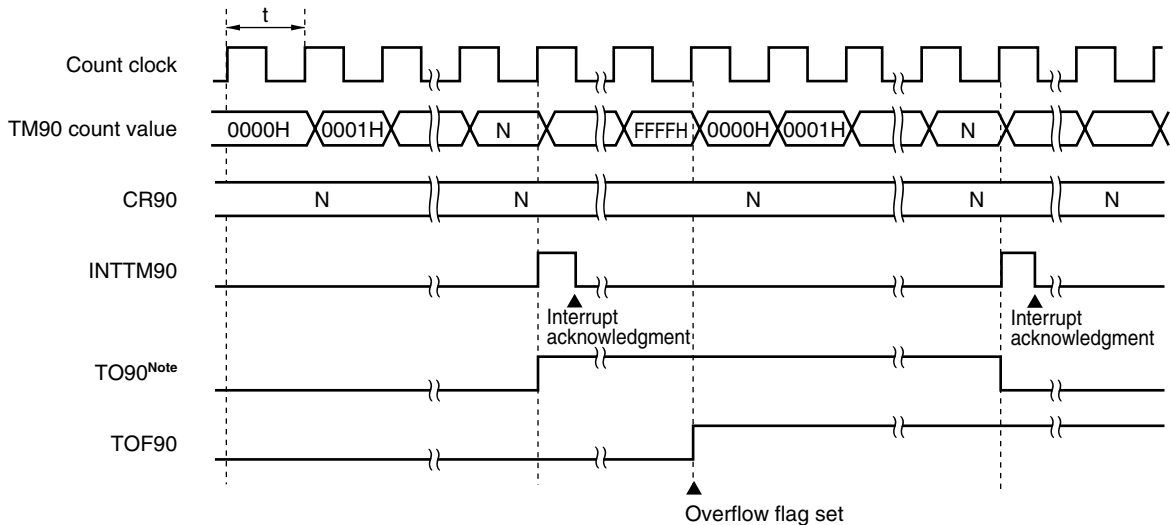 t
Count clock
TM90 count value 0000H 0001H N FFFFH 0000H 0001H N
CR90 N N N N N
INTTM90
Interrupt acknowledgment
Interrupt acknowledgment
TO90Note
TOF90
Overflow flag set